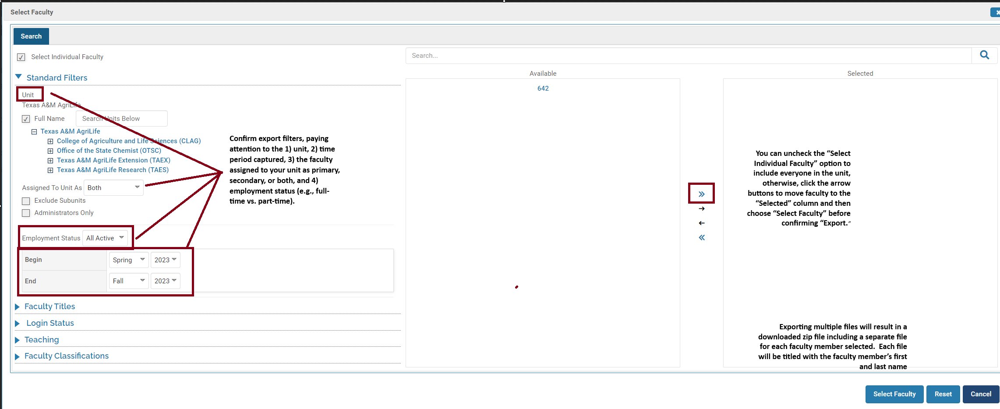 Select Faculty
Search
Select Individual Faculty
Search...
Standard Filters
Available
Selected
642
Unit
Texas A&M AgriLife
Full Name
Search Units Below
Texas A&M AgriLife
College of Agriculture and Life Sciences (CLAG)
Office of the State Chemist (OTSC)
Texas A&M AgriLife Extension (TAEX)
Texas A&M AgriLife Research (TAES)
Assigned To Unit As Both
Exclude Subunits
Administrators Only
Employment Status All Active
Begin Spring 2023
End Fall 2023
Faculty Titles
Login Status
Teaching
Faculty Classifications
Confirm export filters, paying
attention to the 1) unit, 2) time
period captured, 3) the faculty
assigned to your unit as primary,
secondary, or both, and 4)
employment status (e.g., full-
time vs. part-time).
You can uncheck the “Select
Individual Faculty” option to
include everyone in the unit,
otherwise, click the arrow
buttons to move faculty to the
“Selected” column and then
choose “Select Faculty” before
confirming “Export.”
Exporting multiple files will result in a
downloaded zip file including a separate file
for each faculty member selected.  Each file
will be titled with the faculty member’s first
and last name
Select Faculty
Reset
Cancel